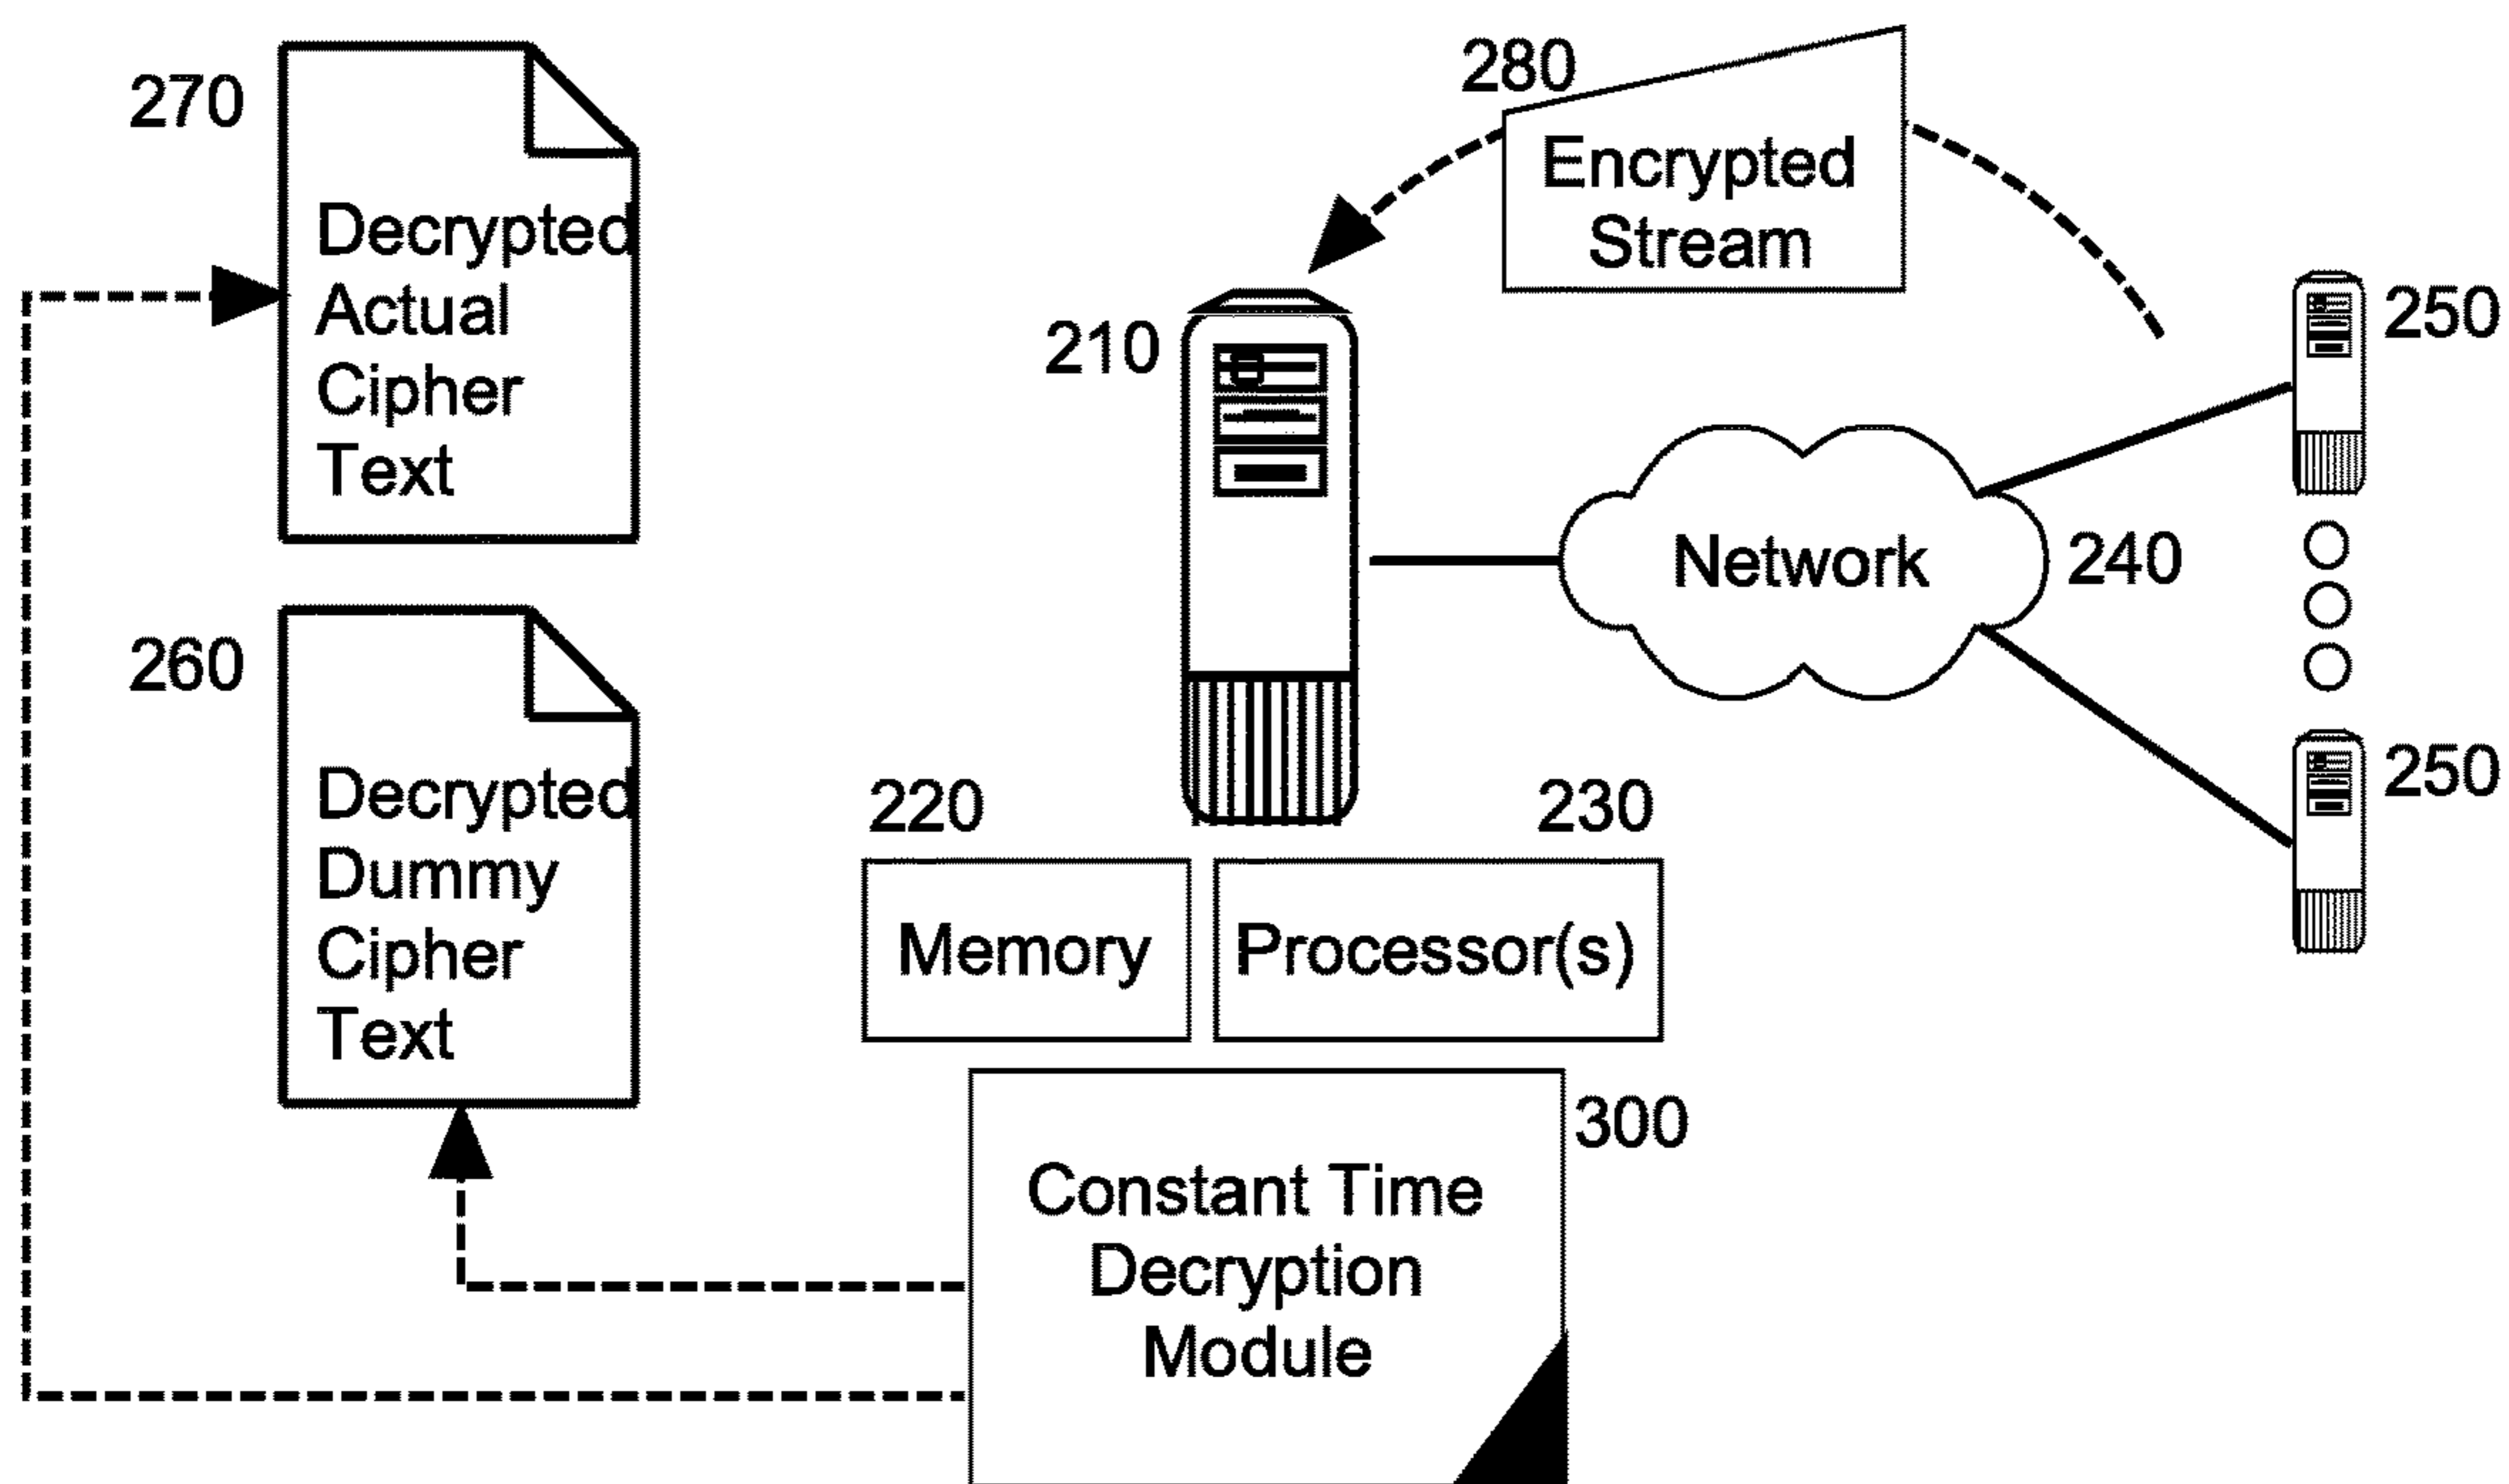 270
Decrypted
Actual
Cipher
Text
280
Encrypted
Stream
210
250
Network
240
260
Decrypted
Dummy
Cipher
Text
250
220
230
Memory
Processor(s)
300
Constant Time
Decryption
Module